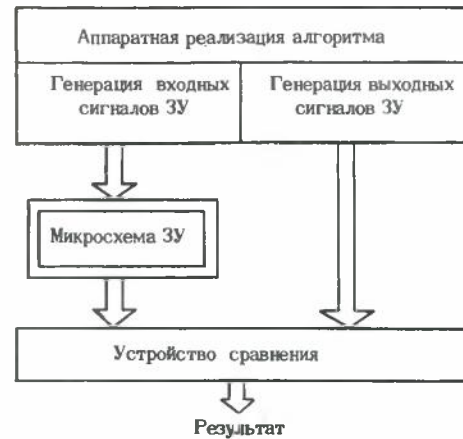 Аппаратная реализация алгоритма
Генерация входных
сигналов ЗУ
Генерация выходных
сигналов ЗУ
Микросхема ЗУ
Устройство сравнения
Результат